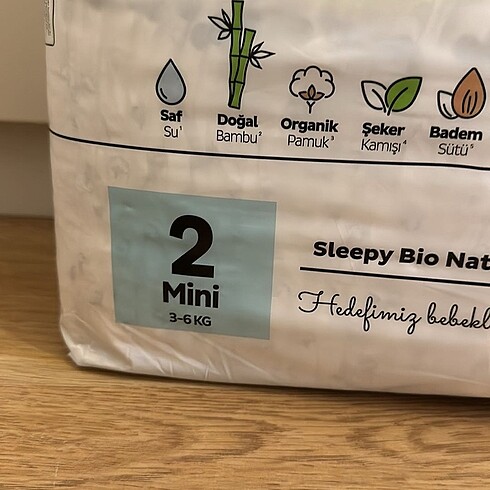 Saf
Su¹
Doğal
Bambu²
Organik
Pamuk³
Şeker
Kamışı⁴
Badem
Sütü⁵
2
Mini
3-6 KG
Sleepy Bio Nat
Hedefimiz bebekl